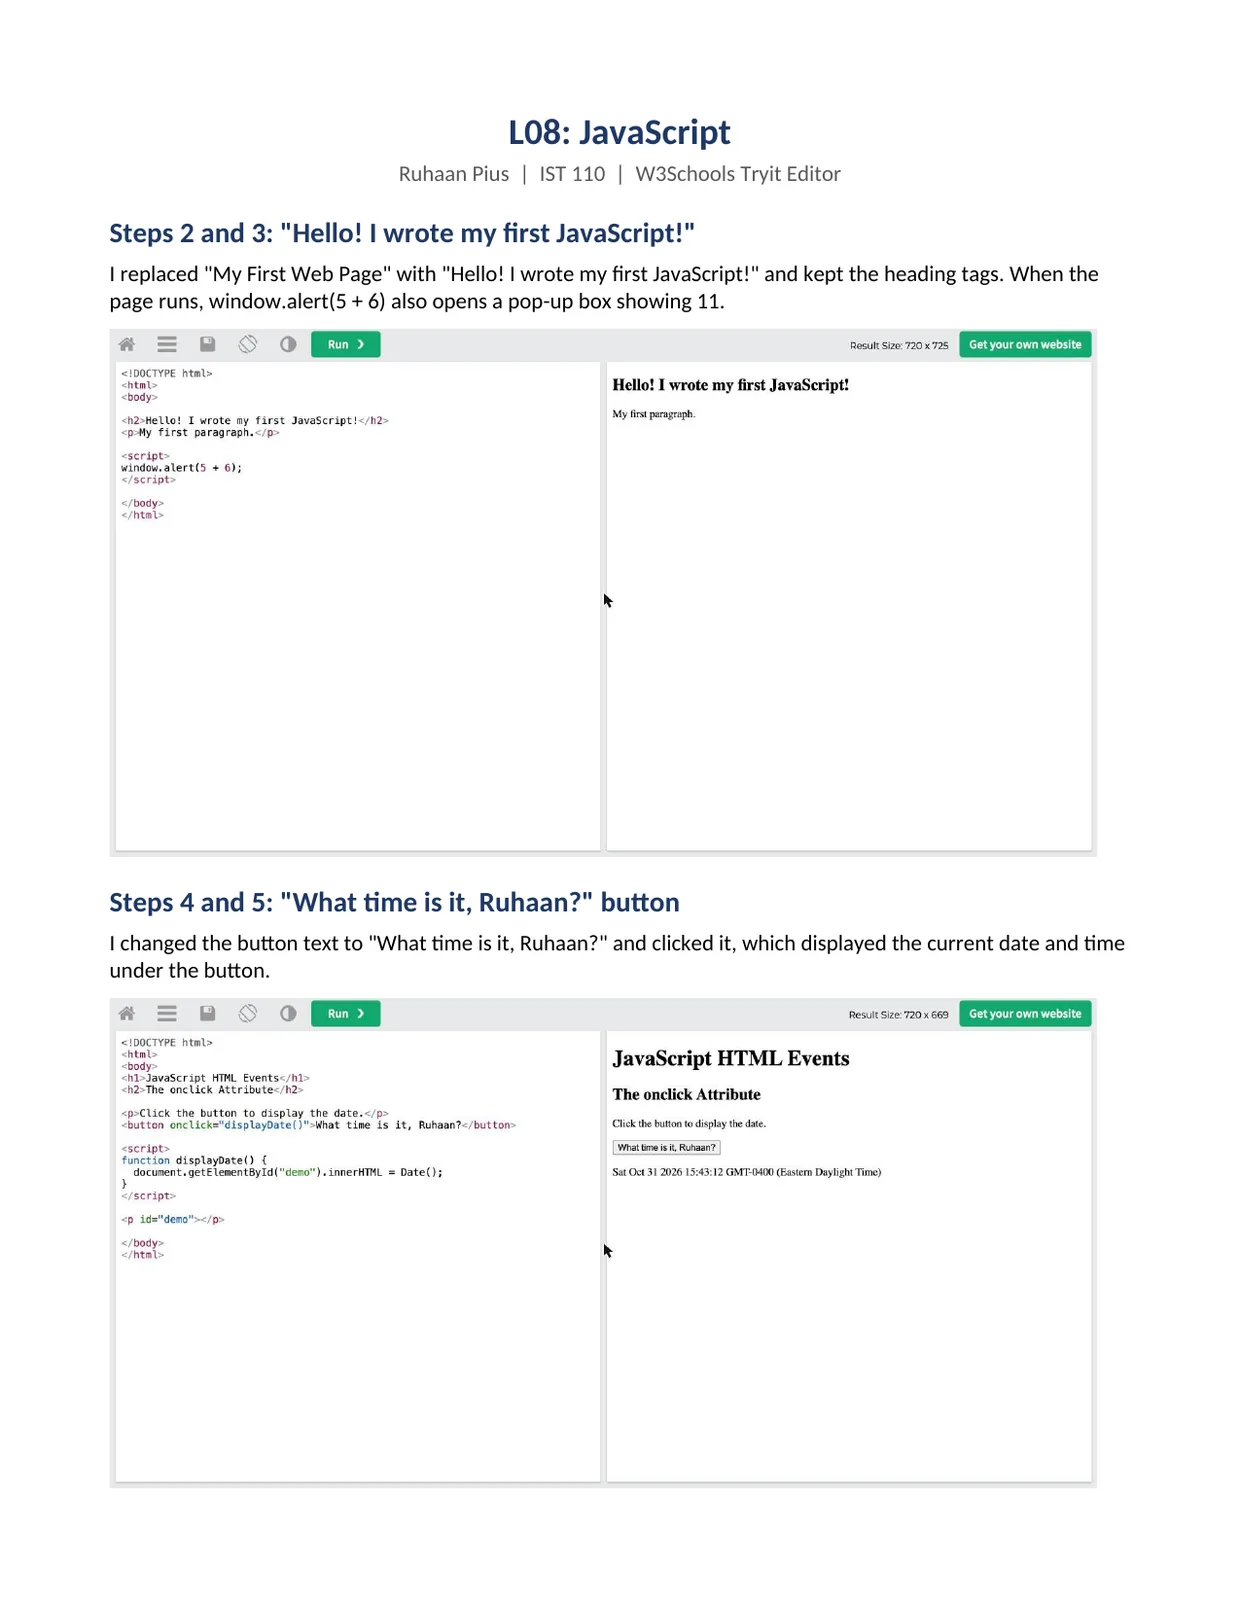 L08: JavaScript
Ruhaan Pius | IST 110 | W3Schools Tryit Editor
Steps 2 and 3: "Hello! I wrote my first JavaScript!"
I replaced "My First Web Page" with "Hello! I wrote my first JavaScript!" and kept the heading tags. When the
page runs, window.alert(5 + 6) also opens a pop-up box showing 11.
Run ❯
Result Size: 720 x 725
Get your own website
<!DOCTYPE html>
<html>
<body>
<h2>Hello! I wrote my first JavaScript!</h2>
<p>My first paragraph.</p>
<script>
window.alert(5 + 6);
</script>
</body>
</html>
Hello! I wrote my first JavaScript!
My first paragraph.
Steps 4 and 5: "What time is it, Ruhaan?" button
I changed the button text to "What time is it, Ruhaan?" and clicked it, which displayed the current date and time
under the button.
Run ❯
Result Size: 720 x 669
Get your own website
<!DOCTYPE html>
<html>
<body>
<h1>JavaScript HTML Events</h1>
<h2>The onclick Attribute</h2>
<p>Click the button to display the date.</p>
<button onclick="displayDate()">What time is it, Ruhaan?</button>
<script>
function displayDate() {
  document.getElementById("demo").innerHTML = Date();
}
</script>
<p id="demo"></p>
</body>
</html>
JavaScript HTML Events
The onclick Attribute
Click the button to display the date.
What time is it, Ruhaan?
Sat Oct 31 2026 15:43:12 GMT-0400 (Eastern Daylight Time)